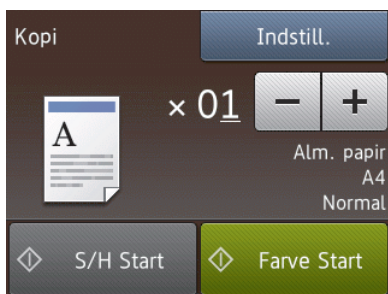 Kopi
Indstill.
× 01
− +
A
Alm. papir
A4
Normal
S/H Start
Farve Start